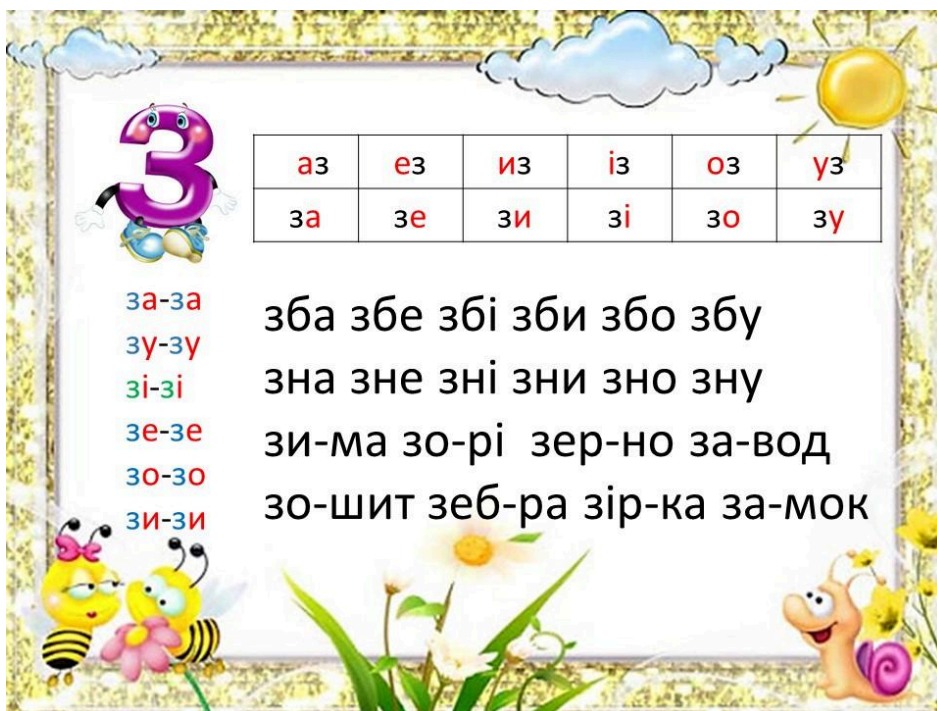 З
аз ез из із оз уз
за зе зи зі зо зу
за-за
зу-зу
зі-зі
зе-зе
зо-зо
зи-зи
зба збе збі зби збо збу
зна зне зні зни зно зну
зи-ма зо-рі зер-но за-вод
зо-шит зеб-ра зір-ка за-мок